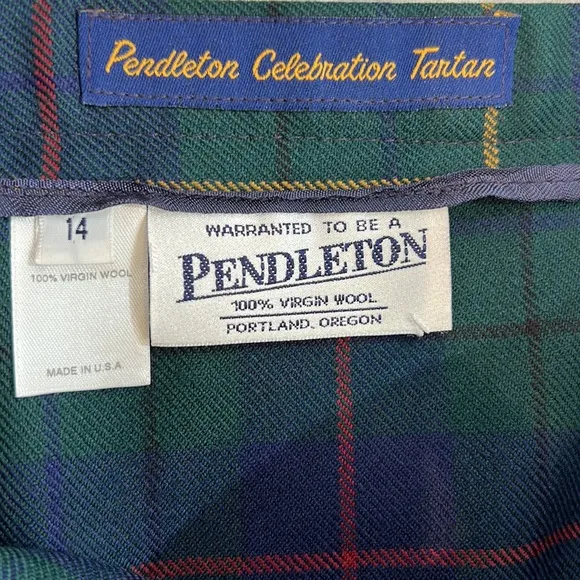 Pendleton Celebration Tartan
14
100% VIRGIN WOOL
MADE IN U.S.A
WARRANTED TO BE A
PENDLETON
100% VIRGIN WOOL
PORTLAND, OREGON